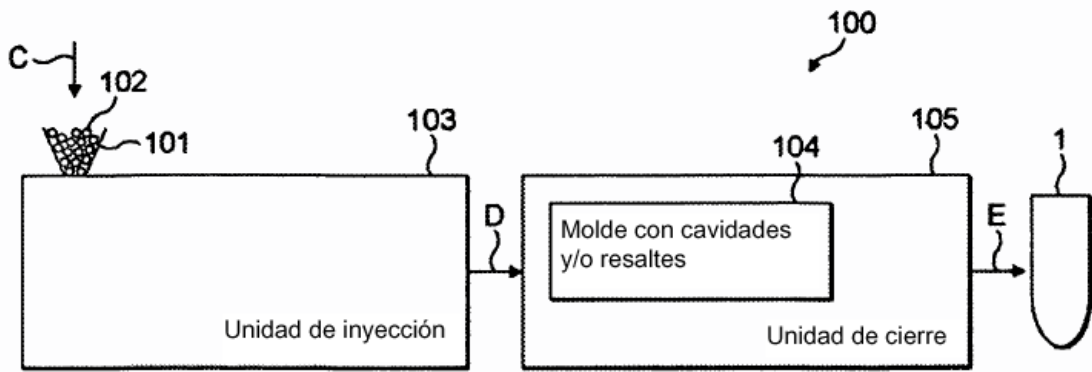 100
C
102
101
103
105
104
1
D
E
Molde con cavidades
y/o resaltes
Unidad de inyección
Unidad de cierre